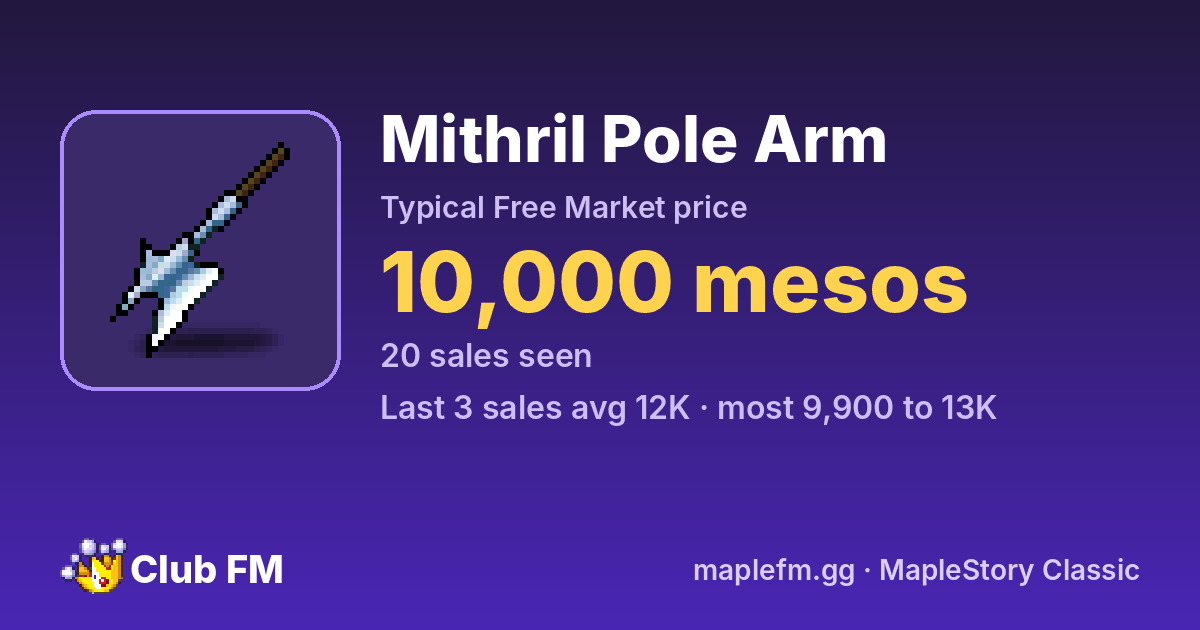 Mithril Pole Arm
Typical Free Market price
10,000 mesos
20 sales seen
Last 3 sales avg 12K · most 9,900 to 13K
Club FM
maplefm.gg · MapleStory Classic